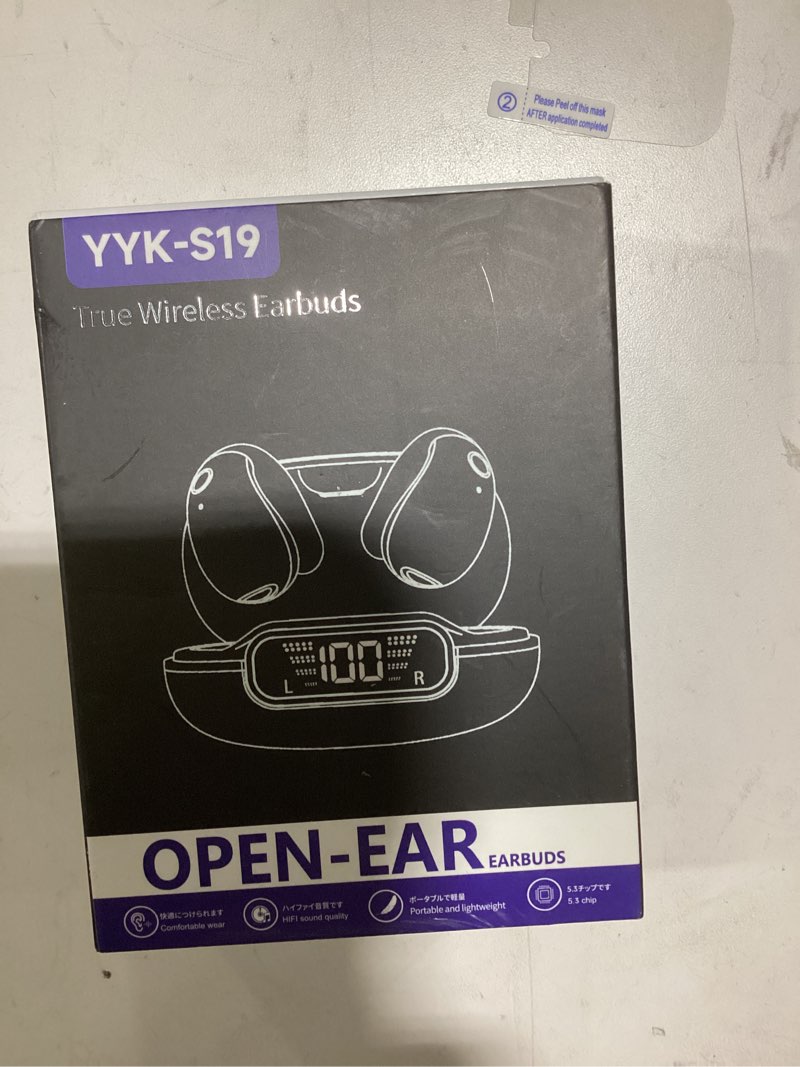 ② Please Peel off this mask
AFTER application completed
YYK-S19
True Wireless Earbuds
100
L R
OPEN-EAR EARBUDS
快適につけられます
Comfortable wear
ハイファイ音質です
HIFI sound quality
ポータブルで軽量
Portable and lightweight
5.3チップです
5.3 chip